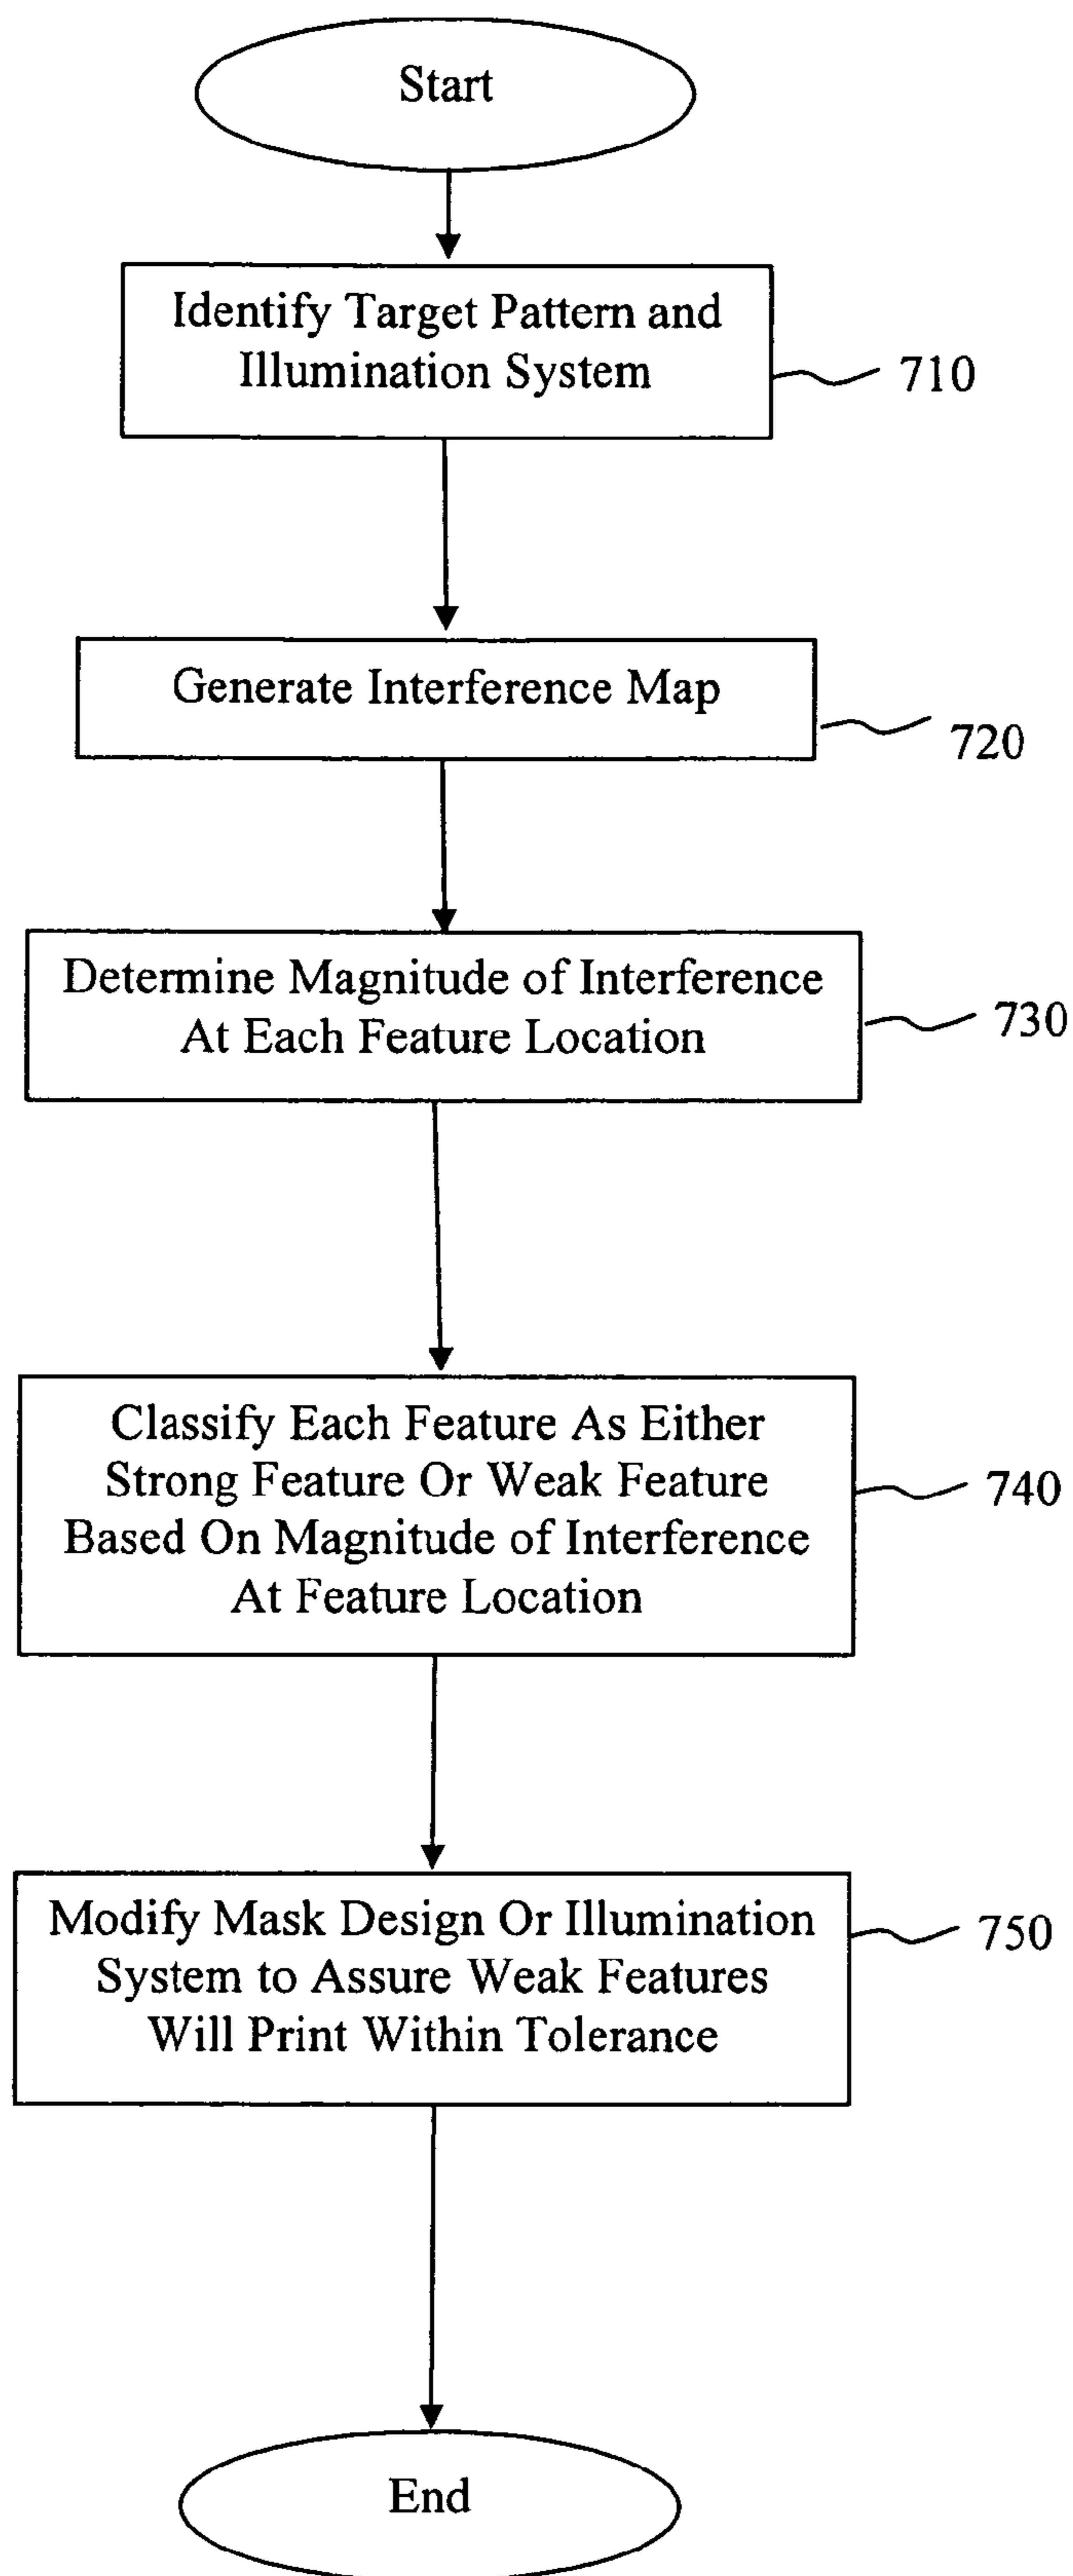 Start
Identify Target Pattern and
Illumination System
710
Generate Interference Map
720
Determine Magnitude of Interference
At Each Feature Location
730
Classify Each Feature As Either
Strong Feature Or Weak Feature
Based On Magnitude of Interference
At Feature Location
740
Modify Mask Design Or Illumination
System to Assure Weak Features
Will Print Within Tolerance
750
End